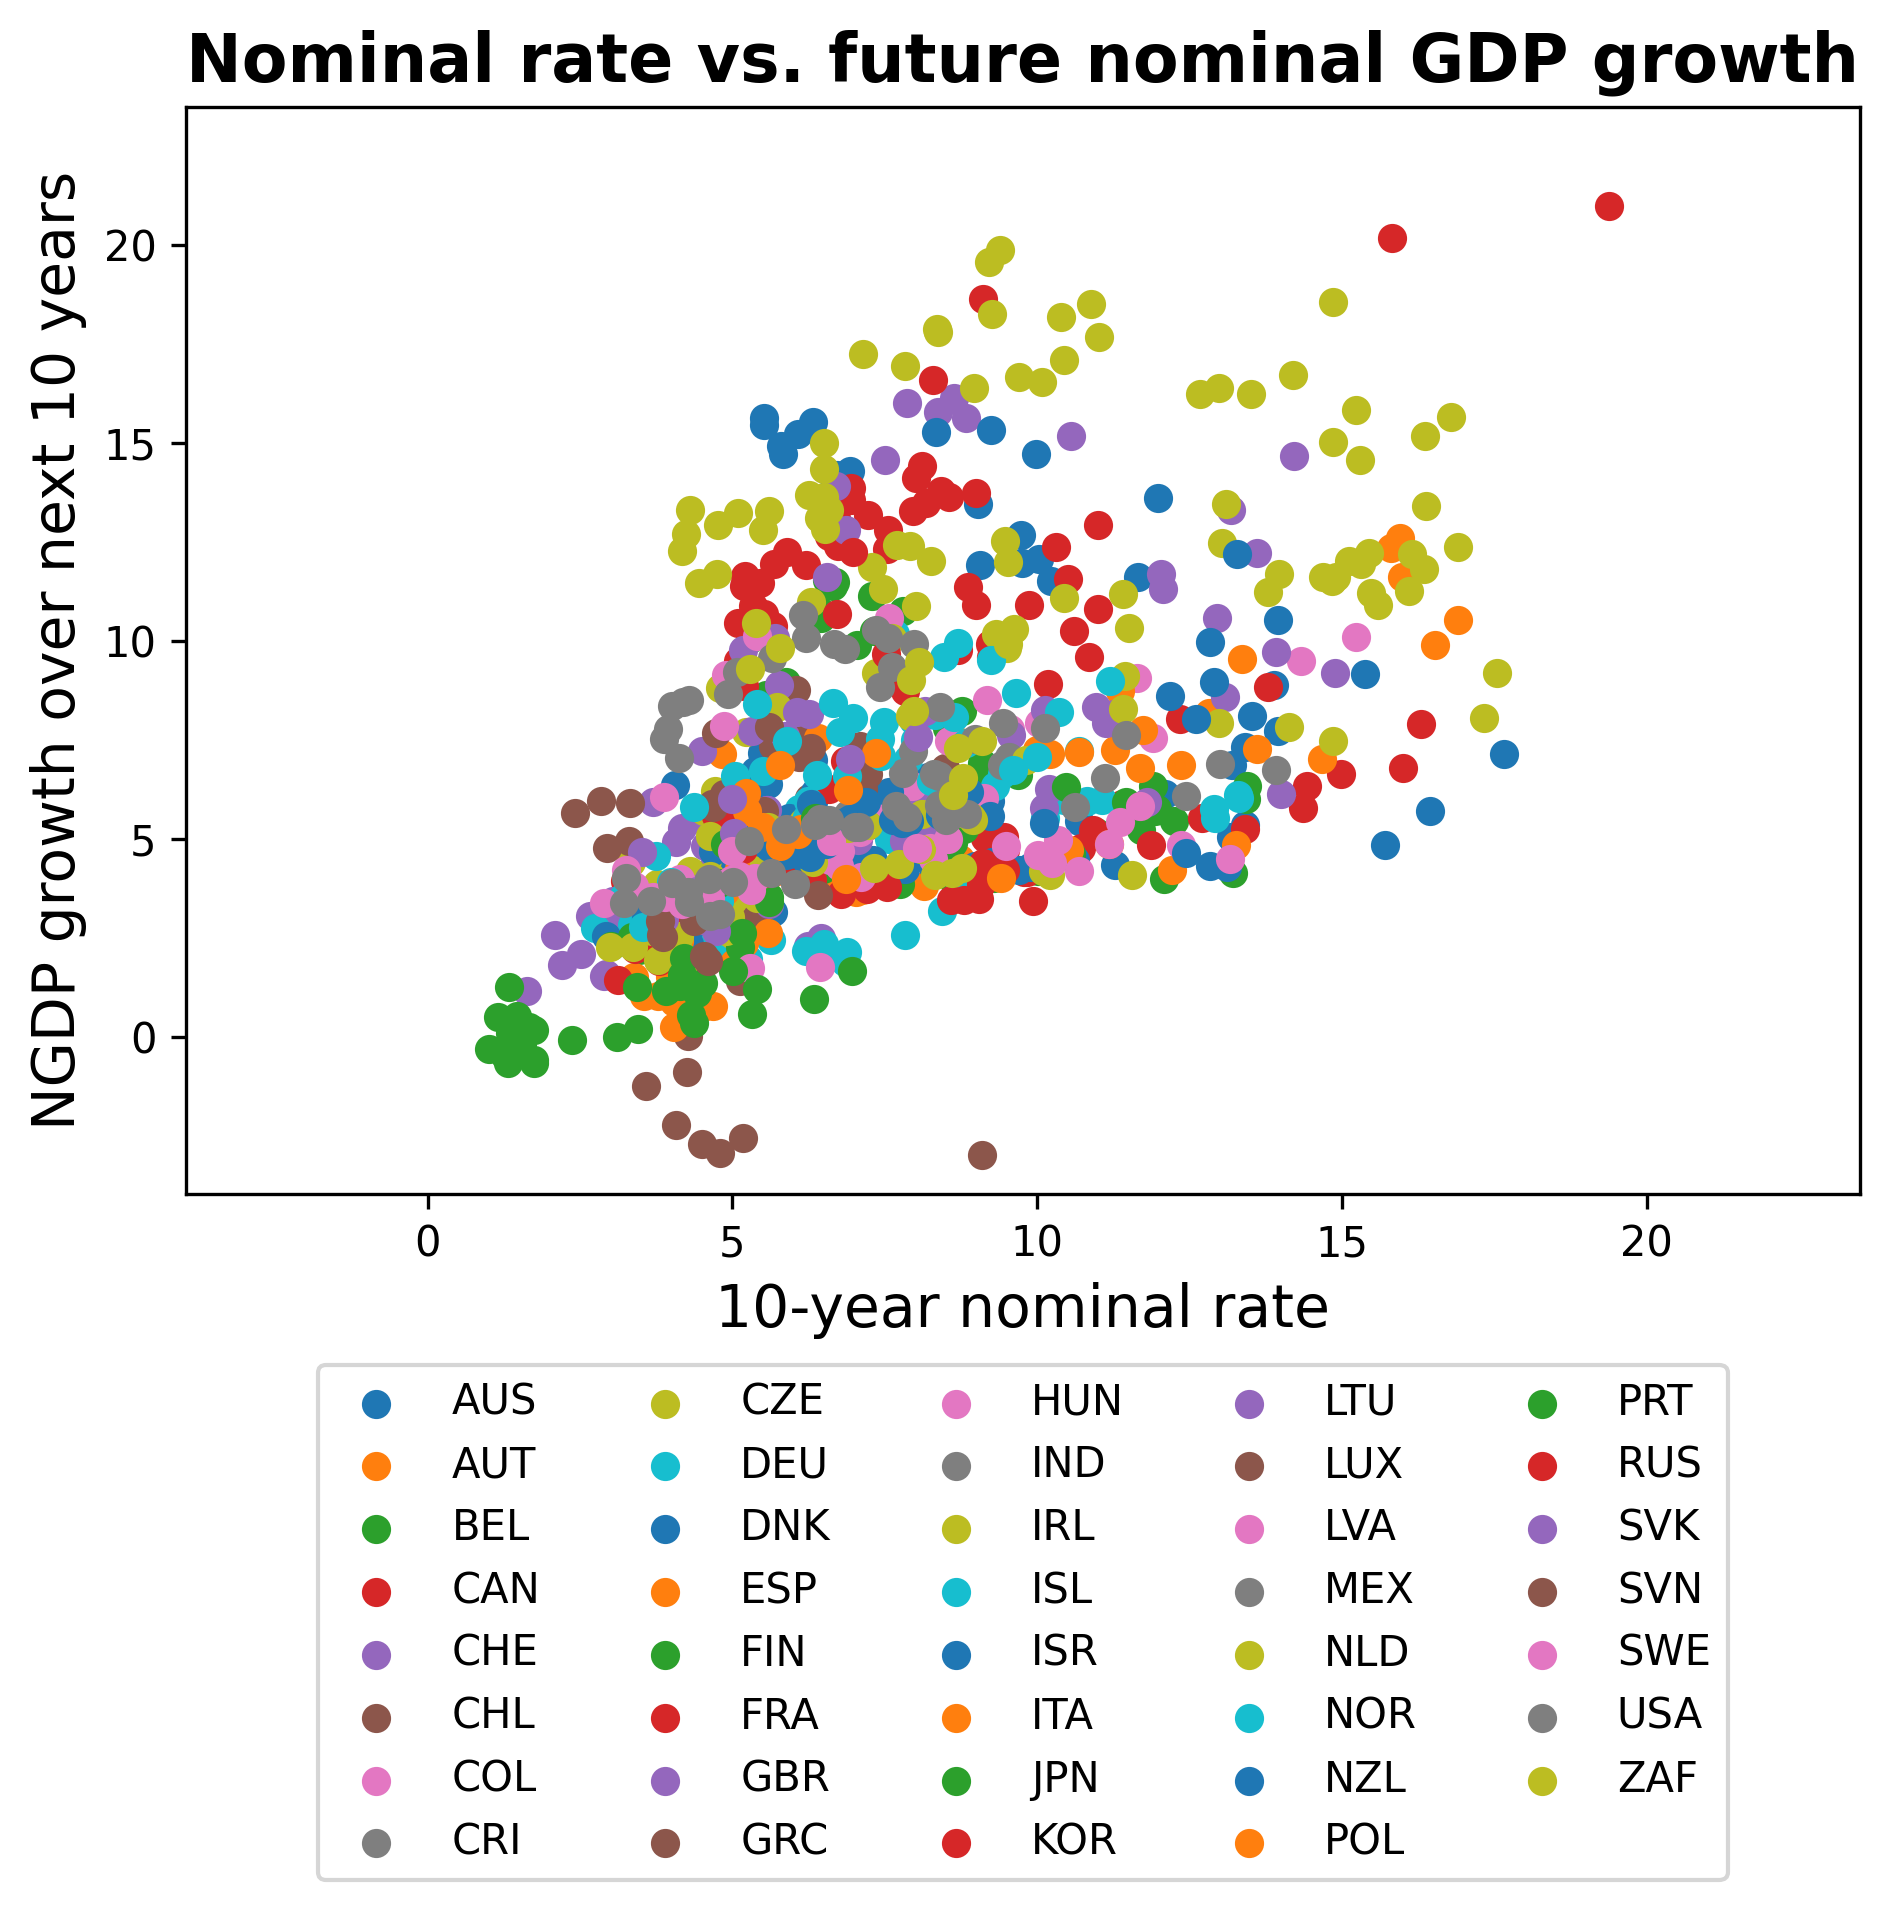 Nominal rate vs. future nominal GDP growth
NGDP growth over next 10 years
20
15
10
5
0
0 5 10 15 20
10-year nominal rate
AUS CZE HUN LTU PRT
AUT DEU IND LUX RUS
BEL DNK IRL LVA SVK
CAN ESP ISL MEX SVN
CHE FIN ISR NLD SWE
CHL FRA ITA NOR USA
COL GBR JPN NZL ZAF
CRI GRC KOR POL